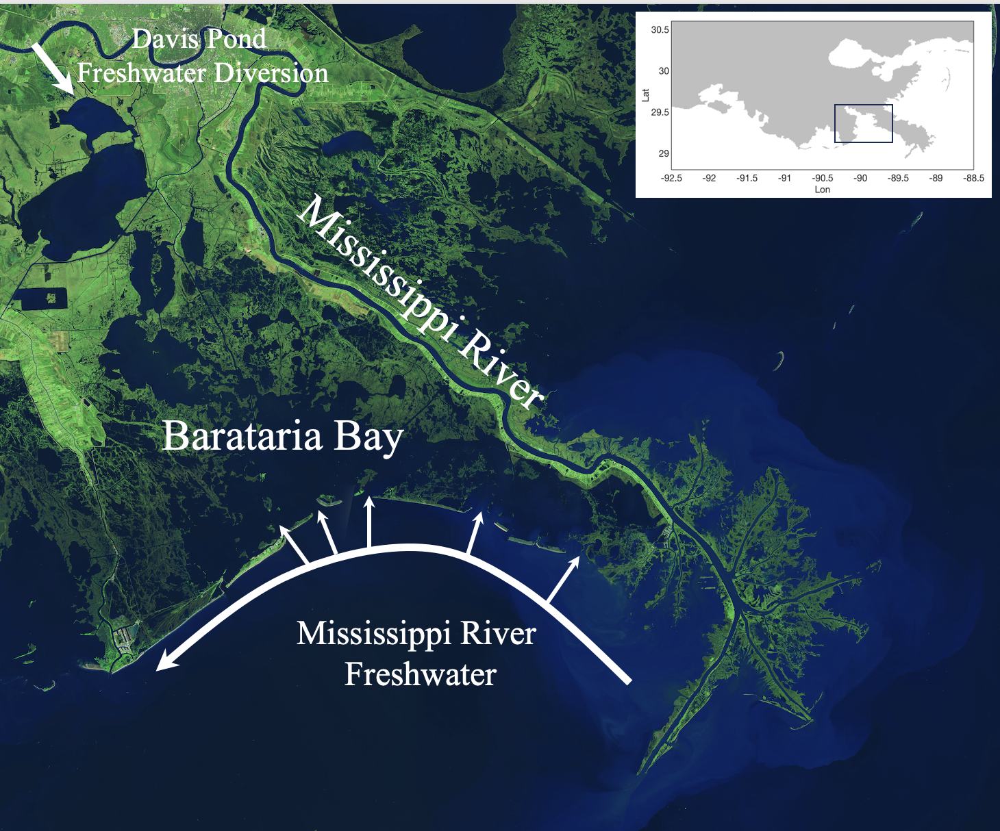 Davis Pond
Freshwater Diversion
Mississippi River
Barataria Bay
Mississippi River
Freshwater
30.5
30
29.5
29
Lat
-92.5 -92 -91.5 -91 -90.5 -90 -89.5 -89 -88.5
Lon